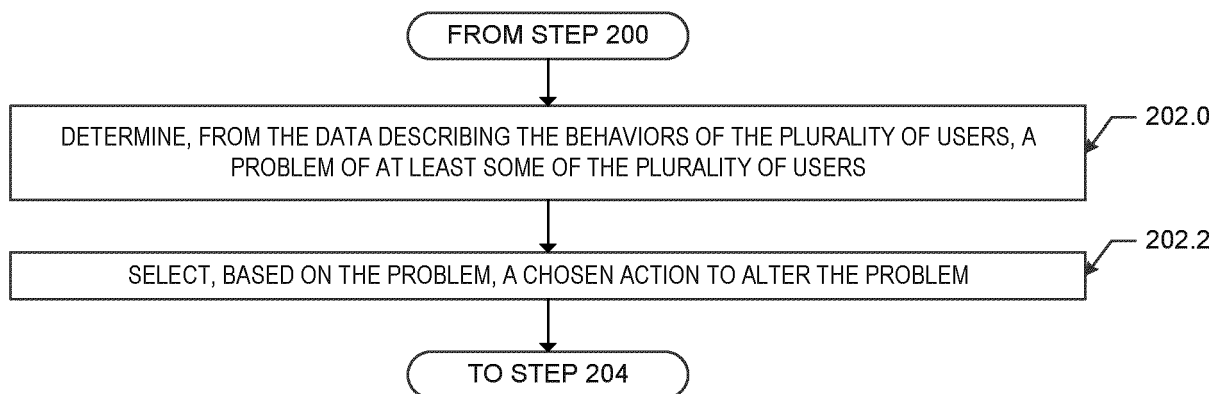 FROM STEP 200
202.0
DETERMINE, FROM THE DATA DESCRIBING THE BEHAVIORS OF THE PLURALITY OF USERS, A
PROBLEM OF AT LEAST SOME OF THE PLURALITY OF USERS
202.2
SELECT, BASED ON THE PROBLEM, A CHOSEN ACTION TO ALTER THE PROBLEM
TO STEP 204